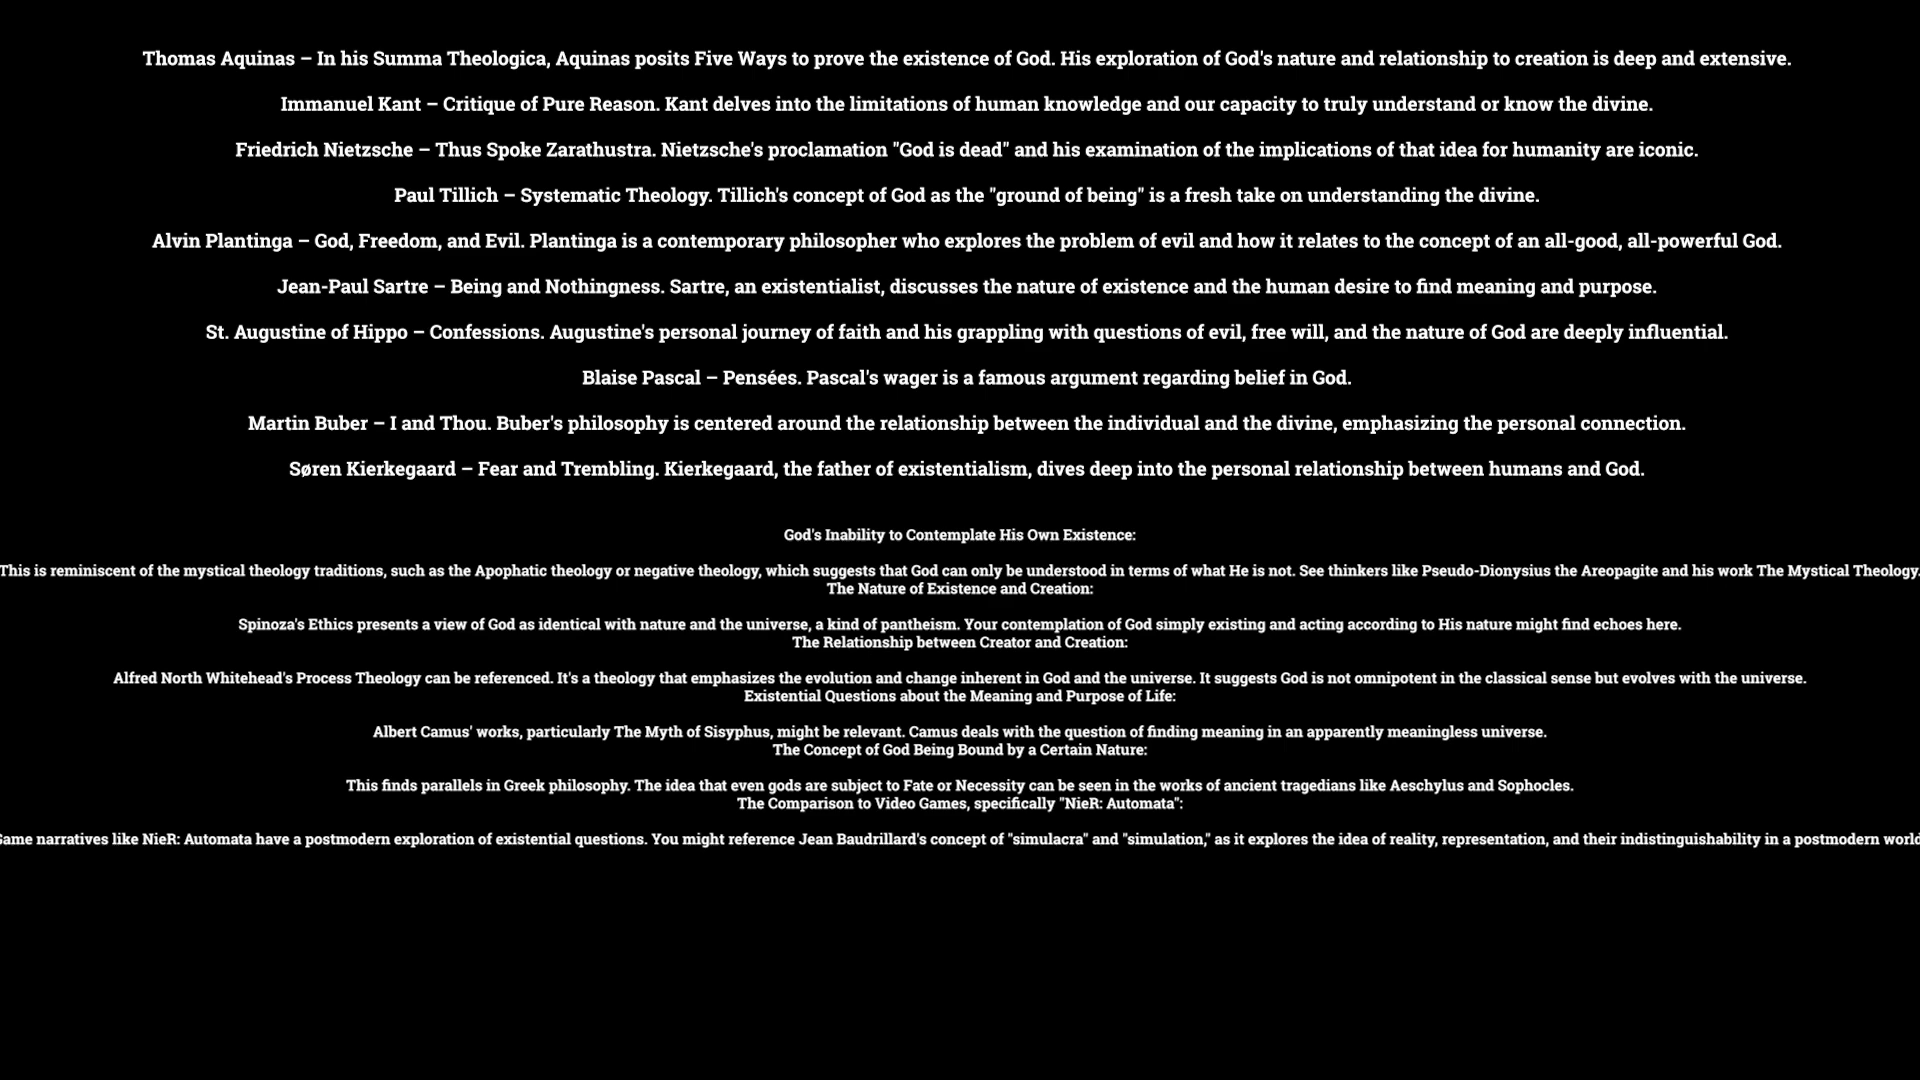 Thomas Aquinas – In his Summa Theologica, Aquinas posits Five Ways to prove the existence of God. His exploration of God's nature and relationship to creation is deep and extensive.
Immanuel Kant – Critique of Pure Reason. Kant delves into the limitations of human knowledge and our capacity to truly understand or know the divine.
Friedrich Nietzsche – Thus Spoke Zarathustra. Nietzsche's proclamation "God is dead" and his examination of the implications of that idea for humanity are iconic.
Paul Tillich – Systematic Theology. Tillich's concept of God as the "ground of being" is a fresh take on understanding the divine.
Alvin Plantinga – God, Freedom, and Evil. Plantinga is a contemporary philosopher who explores the problem of evil and how it relates to the concept of an all-good, all-powerful God.
Jean-Paul Sartre – Being and Nothingness. Sartre, an existentialist, discusses the nature of existence and the human desire to find meaning and purpose.
St. Augustine of Hippo – Confessions. Augustine's personal journey of faith and his grappling with questions of evil, free will, and the nature of God are deeply influential.
Blaise Pascal – Pensées. Pascal's wager is a famous argument regarding belief in God.
Martin Buber – I and Thou. Buber's philosophy is centered around the relationship between the individual and the divine, emphasizing the personal connection.
Søren Kierkegaard – Fear and Trembling. Kierkegaard, the father of existentialism, dives deep into the personal relationship between humans and God.
God's Inability to Contemplate His Own Existence:
This is reminiscent of the mystical theology traditions, such as the Apophatic theology or negative theology, which suggests that God can only be understood in terms of what He is not. See thinkers like Pseudo-Dionysius the Areopagite and his work The Mystical Theology.
The Nature of Existence and Creation:
Spinoza's Ethics presents a view of God as identical with nature and the universe, a kind of pantheism. Your contemplation of God simply existing and acting according to His nature might find echoes here.
The Relationship between Creator and Creation:
Alfred North Whitehead's Process Theology can be referenced. It's a theology that emphasizes the evolution and change inherent in God and the universe. It suggests God is not omnipotent in the classical sense but evolves with the universe.
Existential Questions about the Meaning and Purpose of Life:
Albert Camus' works, particularly The Myth of Sisyphus, might be relevant. Camus deals with the question of finding meaning in an apparently meaningless universe.
The Concept of God Being Bound by a Certain Nature:
This finds parallels in Greek philosophy. The idea that even gods are subject to Fate or Necessity can be seen in the works of ancient tragedians like Aeschylus and Sophocles.
The Comparison to Video Games, specifically "NieR: Automata":
Game narratives like NieR: Automata have a postmodern exploration of existential questions. You might reference Jean Baudrillard's concept of "simulacra" and "simulation," as it explores the idea of reality, representation, and their indistinguishability in a postmodern world